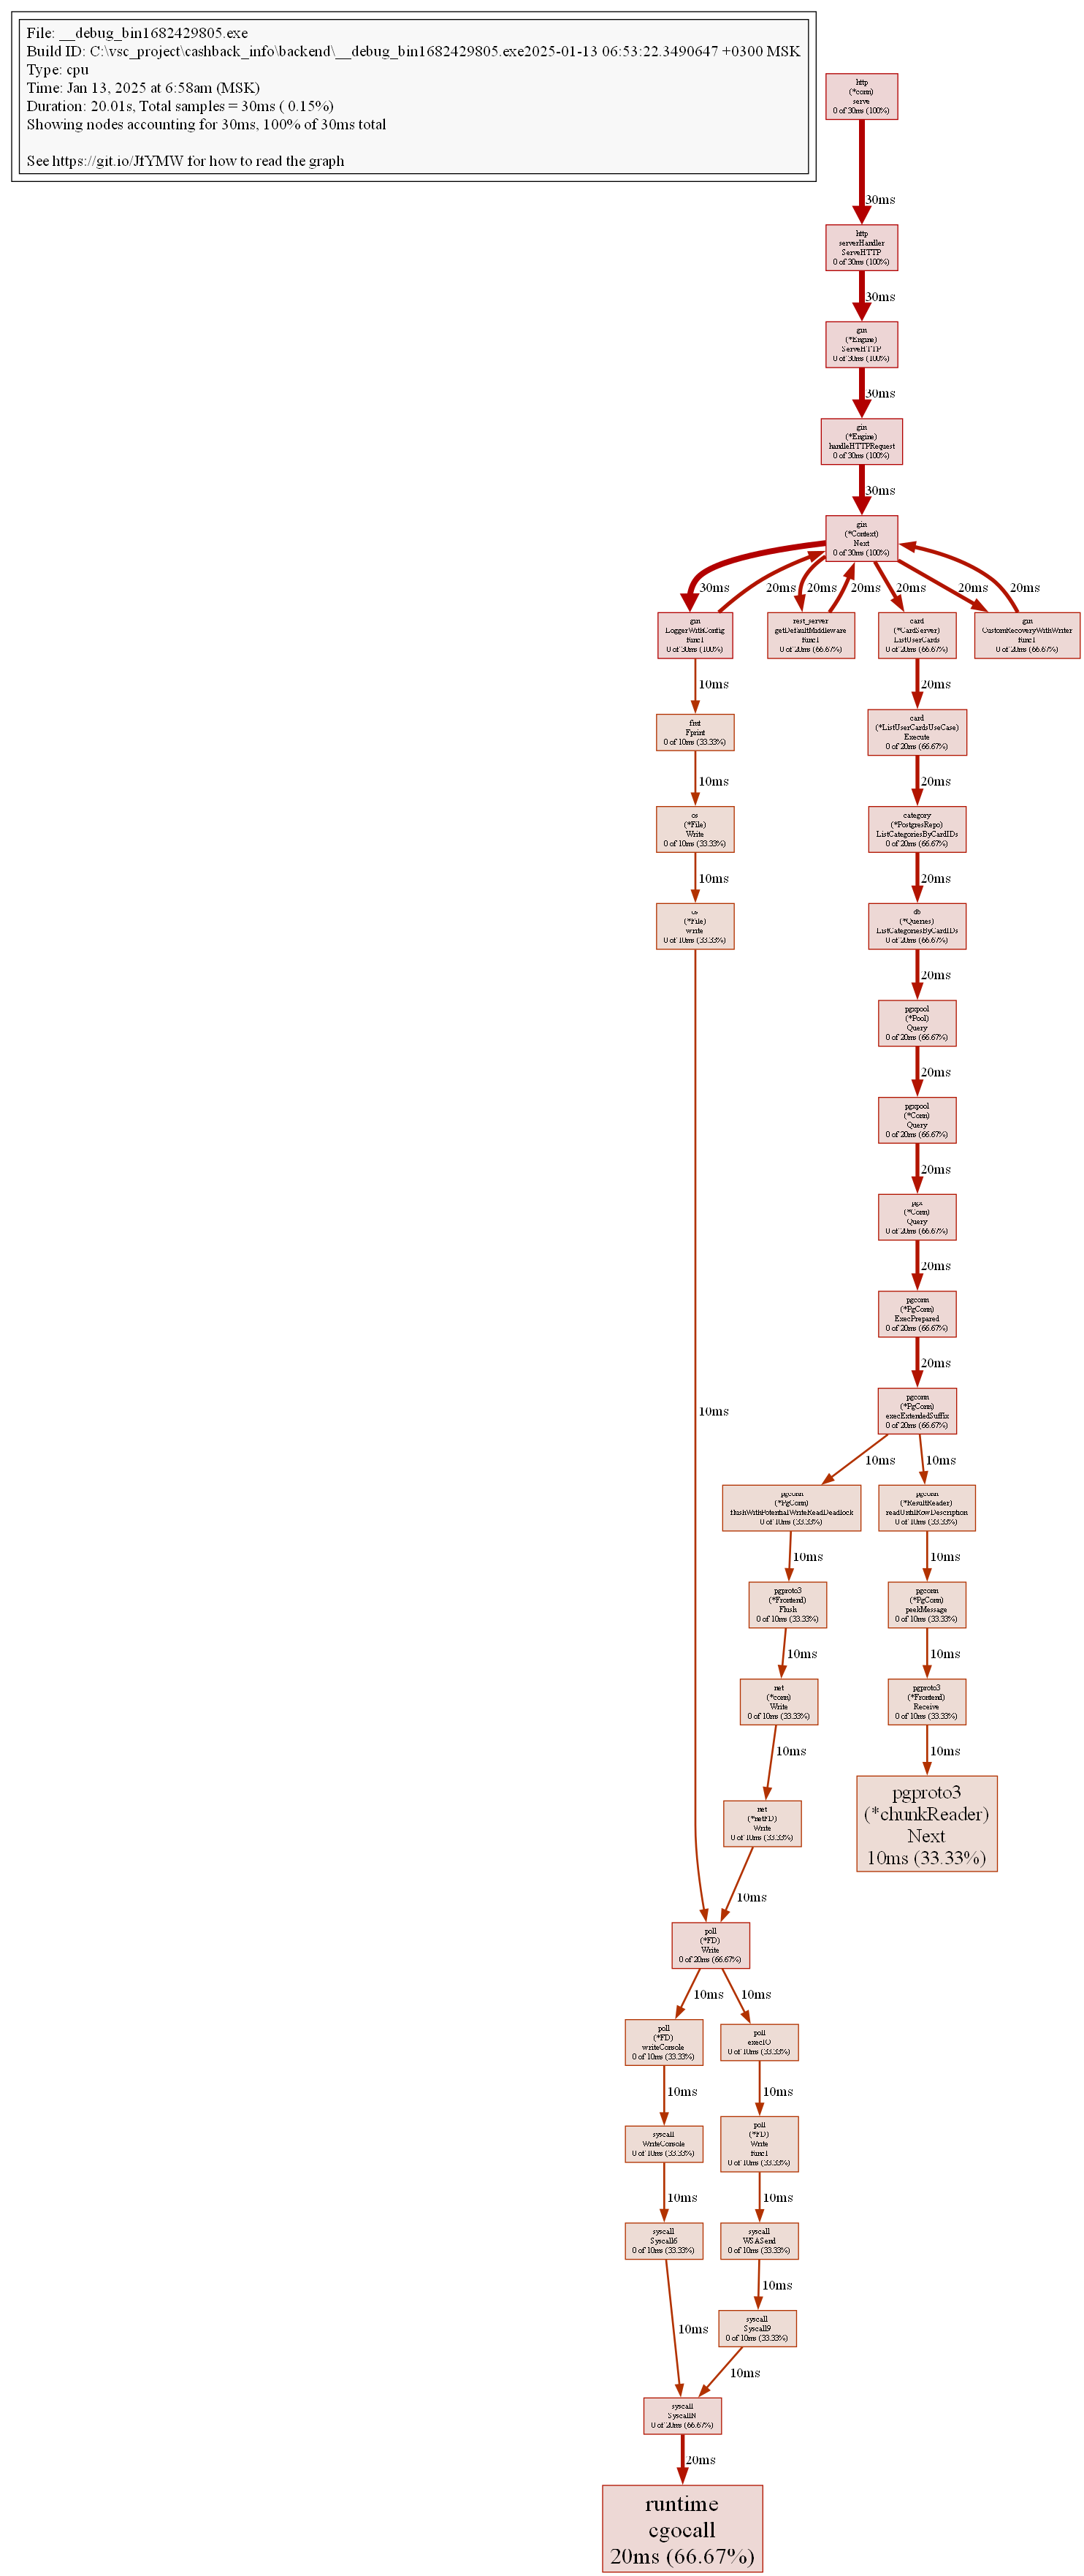 File: __debug_bin1682429805.exe
Build ID: C:\vsc_project\cashback_info\backend\__debug_bin1682429805.exe2025-01-13 06:53:22.3490647 +0300 MSK
Type: cpu
Time: Jan 13, 2025 at 6:58am (MSK)
Duration: 20.01s, Total samples = 30ms ( 0.15%)
Showing nodes accounting for 30ms, 100% of 30ms total
See https://git.io/JfYMW for how to read the graph
http
(*conn)
serve
0 of 30ms (100%)
30ms
http
serverHandler
ServeHTTP
0 of 30ms (100%)
30ms
gin
(*Engine)
ServeHTTP
0 of 30ms (100%)
30ms
gin
(*Engine)
handleHTTPRequest
0 of 30ms (100%)
30ms
gin
(*Context)
Next
0 of 30ms (100%)
30ms
20ms
20ms
20ms
20ms
20ms
20ms
gin
LoggerWithConfig
func1
0 of 30ms (100%)
rest_server
getDefaultMiddleware
func1
0 of 20ms (66.67%)
card
(*CardServer)
ListUserCards
0 of 20ms (66.67%)
gin
CustomRecoveryWithWriter
func1
0 of 20ms (66.67%)
10ms
20ms
fmt
Fprint
0 of 10ms (33.33%)
card
(*ListUserCardsUseCase)
Execute
0 of 20ms (66.67%)
10ms
20ms
os
(*File)
Write
0 of 10ms (33.33%)
category
(*PostgresRepo)
ListCategoriesByCardIDs
0 of 20ms (66.67%)
10ms
20ms
os
(*File)
write
0 of 10ms (33.33%)
db
(*Queries)
ListCategoriesByCardIDs
0 of 20ms (66.67%)
20ms
pgxpool
(*Pool)
Query
0 of 20ms (66.67%)
20ms
pgxpool
(*Conn)
Query
0 of 20ms (66.67%)
20ms
pgx
(*Conn)
Query
0 of 20ms (66.67%)
20ms
pgconn
(*PgConn)
ExecPrepared
0 of 20ms (66.67%)
20ms
pgconn
(*PgConn)
execExtendedSuffix
0 of 20ms (66.67%)
10ms
10ms
10ms
pgconn
(*PgConn)
flushWithPotentialWriteReadDeadlock
0 of 10ms (33.33%)
pgconn
(*ResultReader)
readUntilRowDescription
0 of 10ms (33.33%)
10ms
10ms
pgproto3
(*Frontend)
Flush
0 of 10ms (33.33%)
pgconn
(*PgConn)
peekMessage
0 of 10ms (33.33%)
10ms
10ms
net
(*conn)
Write
0 of 10ms (33.33%)
pgproto3
(*Frontend)
Receive
0 of 10ms (33.33%)
10ms
10ms
net
(*netFD)
Write
0 of 10ms (33.33%)
pgproto3
(*chunkReader)
Next
10ms (33.33%)
10ms
poll
(*FD)
Write
0 of 20ms (66.67%)
10ms
10ms
poll
(*FD)
writeConsole
0 of 10ms (33.33%)
poll
execIO
0 of 10ms (33.33%)
10ms
10ms
syscall
WriteConsole
0 of 10ms (33.33%)
poll
(*FD)
Write
func1
0 of 10ms (33.33%)
10ms
10ms
syscall
Syscall6
0 of 10ms (33.33%)
syscall
WSASend
0 of 10ms (33.33%)
10ms
10ms
syscall
Syscall9
0 of 10ms (33.33%)
10ms
syscall
SyscallN
0 of 20ms (66.67%)
20ms
runtime
cgocall
20ms (66.67%)